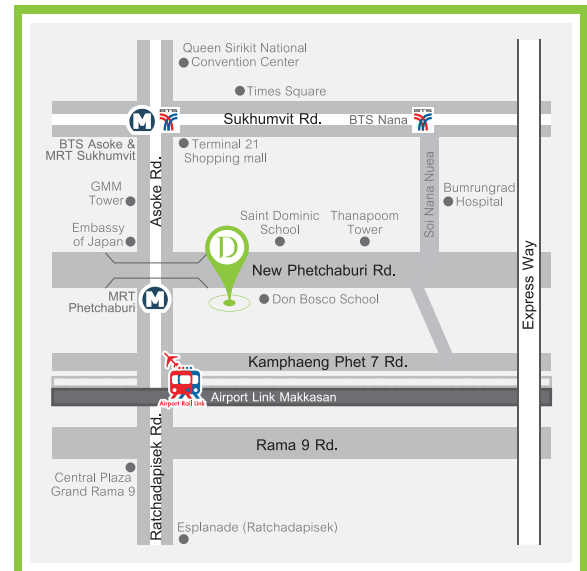 Queen Sirikit National
Convention Center
Times Square
BTS
BTS
M
Sukhumvit Rd.
BTS Nana
BTS Asoke &
MRT Sukhumvit
Terminal 21
Shopping mall
Asoke Rd.
Soi Nana Nuea
GMM
Tower
Bumrungrad
Hospital
Embassy
of Japan
Saint Dominic
School
Thanapoom
Tower
D
New Phetchaburi Rd.
Express Way
MRT
Phetchaburi
M
Don Bosco School
Kamphaeng Phet 7 Rd.
Airport Rail Link
Airport Link Makkasan
Ratchadapisek Rd.
Rama 9 Rd.
Central Plaza
Grand Rama 9
Esplanade (Ratchadapisek)